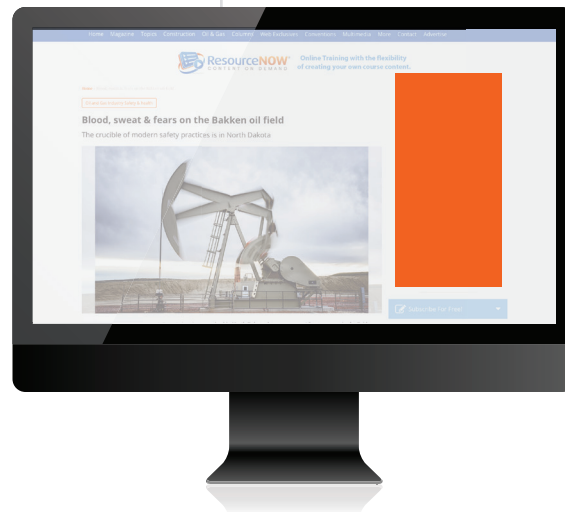 Home Magazine Topics Construction Oil & Gas Courses Web Exclusives Conventions Multimedia More Contact Advertise
ResourceNOW
CONTENT ON DEMAND
Online Training with the flexibility
of creating your own course content.
Blood, sweat & fears on the Bakken oil field
The crucible of modern safety practices is in North Dakota
Subscribe For Free